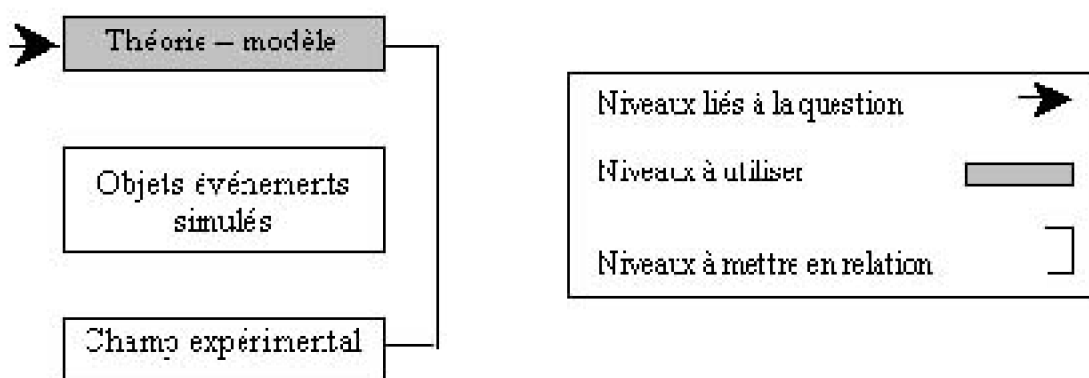 Théorie – modèle
Objets événements
simulés
Champ expérimental
Niveaux liés à la question
Niveaux à utiliser
Niveaux à mettre en relation